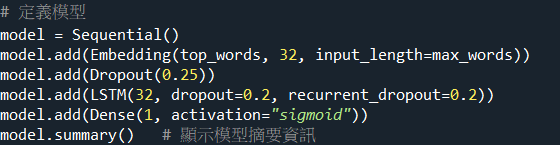 # 定義模型
model = Sequential()
model.add(Embedding(top_words, 32, input_length=max_words))
model.add(Dropout(0.25))
model.add(LSTM(32, dropout=0.2, recurrent_dropout=0.2))
model.add(Dense(1, activation="sigmoid"))
model.summary()   # 顯示模型摘要資訊